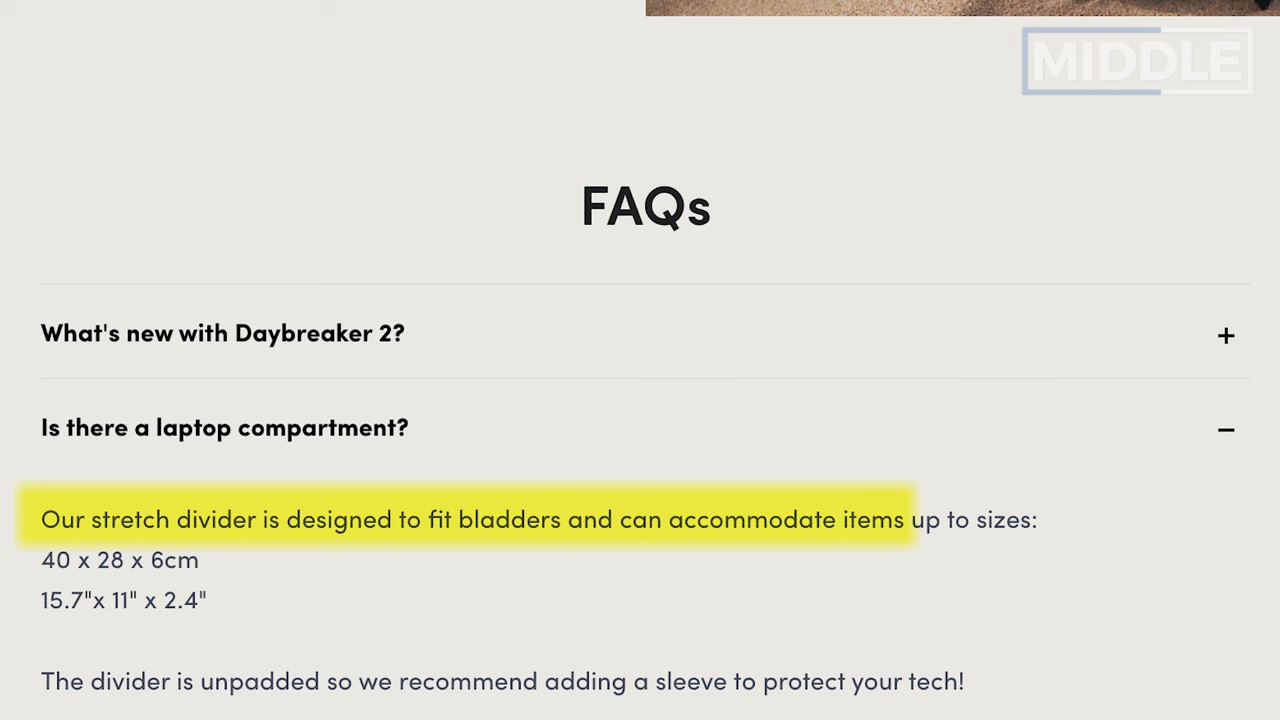 MIDDLE
FAQs
What's new with Daybreaker 2?
+
Is there a laptop compartment?
–
Our stretch divider is designed to fit bladders and can accommodate items up to sizes:
40 x 28 x 6cm
15.7"x 11" x 2.4"
The divider is unpadded so we recommend adding a sleeve to protect your tech!